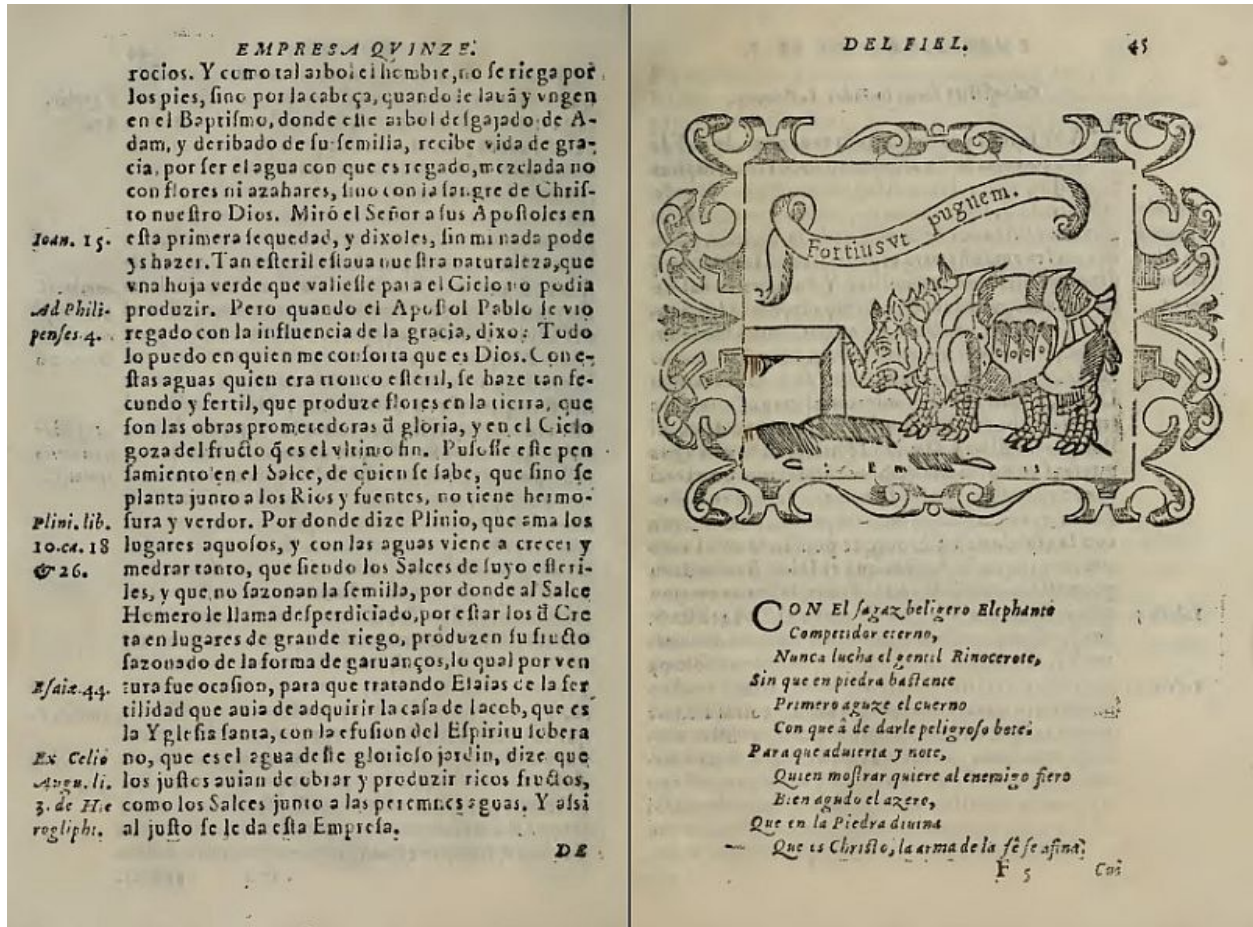 EMPRESA QVINZE.
rocios. Y como tal arbol el hombre, no se riega por
los pies, sino por la cabeça, quando le lauã y vngen
en el Baptismo, donde este arbol desgajado de A-
dam, y deribado de su semilia, recibe vida de gra-
cia, por ser el agua con que es regado, mezclada no
con flores ni azahares, sino con la sangre de Chris-
to nuestro Dios. Mirò el Señor a sus Apostoles en
Ioan. 15. esta primera sequedad, y dixoles, sin mi nada pode
ys hazer. Tan esteril estaua nuestra naturaleza, que
vna hoja verde que valiesse para el Cielo no podia
Ad Phili- produzir. Pero quando el Apostol Pablo se vio
penses 4. regado con la influencia de la gracia, dixo: Todo
lo puedo en quien me conforta que es Dios. Con e-
stas aguas quien era tronco esteril, se haze tan fe-
cundo y fertil, que produze flores en la tierra, que
son las obras prometedoras d̃ gloria, y en el Cielo
goza del fructo q̃ es el vltimo fin. Pusosse este pen
samiento en el Salce, de quien se sabe, que sino se
planta junto a los Rios y fuentes, no tiene hermo-
Plini. lib. sura y verdor. Por donde dize Plinio, que ama los
10. ca. 18 lugares aquosos, y con las aguas viene a crecer y
& 26. medrar tanto, que siendo los Salces de suyo esteri-
les, y que no sazonan la semilla, por donde al Salce
Homero le llama desperdiciado, por estar los d̃ Cre
ta en lugares de grande riego, produzen su fructo
sazonado de la forma de garuanços, lo qual por ven
Esaiæ. 44. tura fue ocasion, para que tratando Esaias de la fer
tilidad que auia de adquirir la casa de Iacob, que es
la Yglesia santa, con la efusion del Espiritu sobera
Ex Celio no, que es el agua deste glorioso jardin, dize que
Augu. li. los justos auian de obrar y produzir ricos fructos,
3. de Hie como los Salces junto a las peremnes aguas. Y assi
rogliphi. al justo se le da esta Empresa.
DE
DEL FIEL. 45
Fortius vt pugnem.
CON El sagaz beligero Elephante
Competidor eterno,
Nunca lucha el gentil Rinocerote,
Sin que en piedra bastante
Primero aguze el cuerno
Con que â de darle peligroso bote:
Para que aduierta y note,
Quien mostrar quiere al enemigo fiero
Bien agudo el azero,
Que en la Piedra diuina
Que es Christo, la arma de la fê se afina:
F 5